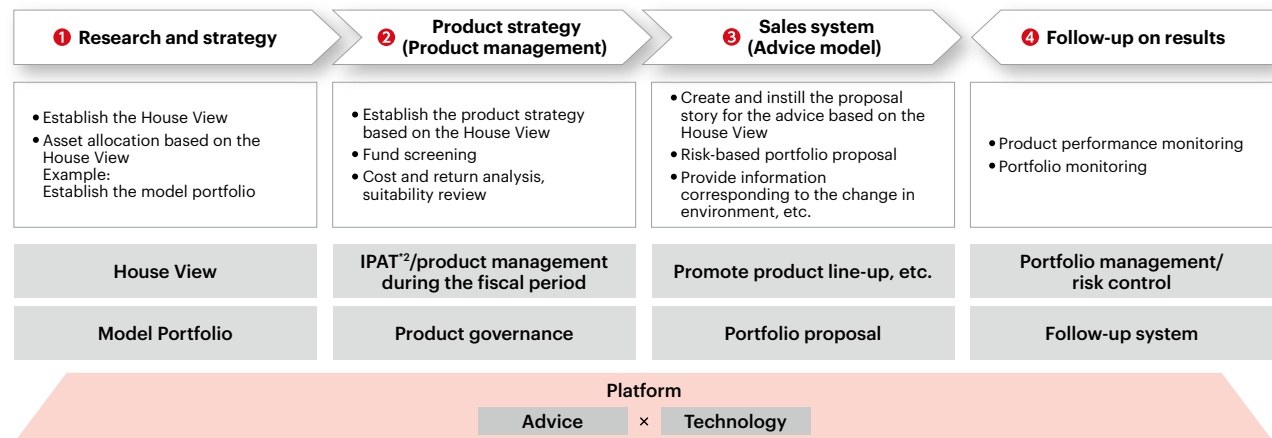 1 Research and strategy
2 Product strategy
(Product management)
3 Sales system
(Advice model)
4 Follow-up on results
• Establish the House View
• Asset allocation based on the
House View
Example:
Establish the model portfolio
• Establish the product strategy
based on the House View
• Fund screening
• Cost and return analysis,
suitability review
• Create and instill the proposal
story for the advice based on the
House View
• Risk-based portfolio proposal
• Provide information
corresponding to the change in
environment, etc.
• Product performance monitoring
• Portfolio monitoring
House View
IPAT*2/product management
during the fiscal period
Promote product line-up, etc.
Portfolio management/
risk control
Model Portfolio
Product governance
Portfolio proposal
Follow-up system
Platform
Advice × Technology